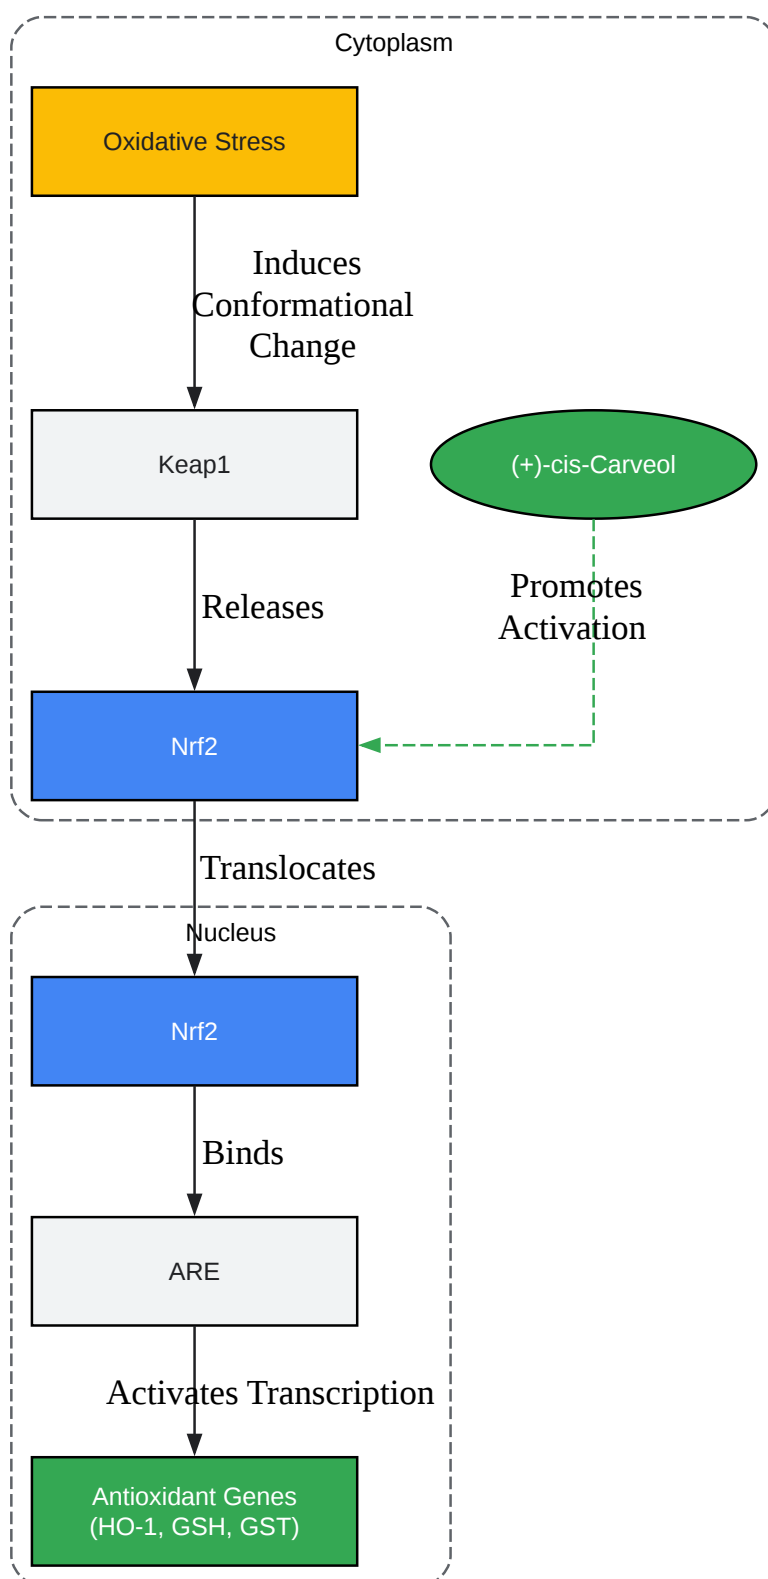 Cytoplasm
Oxidative Stress
Induces
Conformational
Change
Keap1
(+)-cis-Carveol
Releases
Promotes
Activation
Nrf2
Translocates
Nucleus
Nrf2
Binds
ARE
Activates Transcription
Antioxidant Genes
(HO-1, GSH, GST)